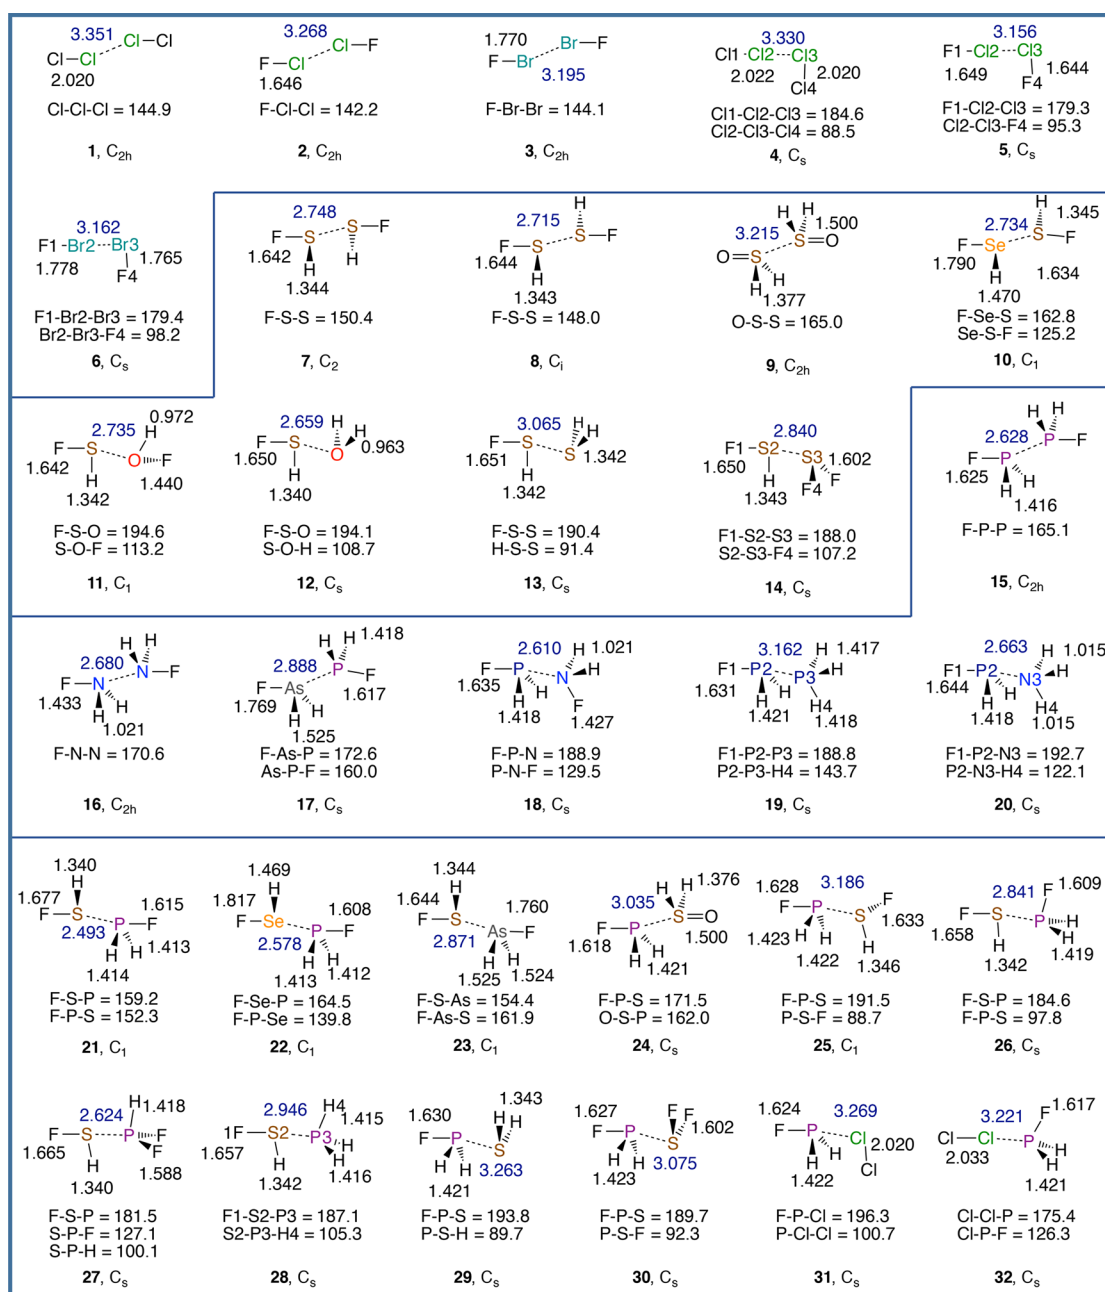 3.351
Cl Cl
Cl Cl
2.020
Cl-Cl-Cl = 144.9
1, C2h
3.268
Cl F
F Cl
1.646
F-Cl-Cl = 142.2
2, C2h
1.770
Br F
F Br
3.195
F-Br-Br = 144.1
3, C2h
3.330
Cl1 Cl2 Cl3
2.022 2.020
Cl4
Cl1-Cl2-Cl3 = 184.6
Cl2-Cl3-Cl4 = 88.5
4, Cs
3.156
F1 Cl2 Cl3
1.649 1.644
F4
F1-Cl2-Cl3 = 179.3
Cl2-Cl3-F4 = 95.3
5, Cs
3.162
F1 Br2 Br3
1.778 1.765
F4
F1-Br2-Br3 = 179.4
Br2-Br3-F4 = 98.2
6, Cs
2.748
F S S F
1.642 H
H
1.344
F-S-S = 150.4
7, C2
H
2.715
F S S F
1.644
H
1.343
F-S-S = 148.0
8, Ci
H H
1.500
3.215
S O
O S
H H
1.377
O-S-S = 165.0
9, C2h
H 1.345
2.734
F Se S F
1.790 1.634
H
1.470
F-Se-S = 162.8
Se-S-F = 125.2
10, C1
H 0.972
2.735
F S O F
1.642 1.440
H
1.342
F-S-O = 194.6
S-O-F = 113.2
11, C1
2.659 H
F S H
1.650 O 0.963
H
1.340
F-S-O = 194.1
S-O-H = 108.7
12, Cs
3.065 H
F S H
1.651 S 1.342
H
1.342
F-S-S = 190.4
H-S-S = 91.4
13, Cs
2.840
F1 S2 S3 1.602
1.650 H F
1.343 F4
F1-S2-S3 = 188.0
S2-S3-F4 = 107.2
14, Cs
H H
2.628
P F
F P
1.625 H H
1.416
F-P-P = 165.1
15, C2h
H H
2.680
N F
F N
1.433 H H
1.021
F-N-N = 170.6
16, C2h
H H 1.418
2.888
P F
F As 1.617
1.769 H H
1.525
F-As-P = 172.6
As-P-F = 160.0
17, Cs
2.610 H 1.021
F P N H
1.635 H H F
1.418 1.427
F-P-N = 188.9
P-N-F = 129.5
18, Cs
3.162 H 1.417
F1 P2 P3 H
1.631 H H
1.421 H4 1.418
F1-P2-P3 = 188.8
P2-P3-H4 = 143.7
19, Cs
2.663 H 1.015
F1 P2 N3 H
1.644 H H H4
1.418 1.015
F1-P2-N3 = 192.7
P2-N3-H4 = 122.1
20, Cs
1.340
H
1.677 1.615
F S P F
2.493 H H 1.413
1.414
F-S-P = 159.2
F-P-S = 152.3
21, C1
1.469
H
1.817 1.608
F Se P F
2.578 H H 1.412
1.413
F-Se-P = 164.5
F-P-Se = 139.8
22, C1
1.344
H
1.644 1.760
F S As F
2.871 H H
1.525 1.524
F-S-As = 154.4
F-As-S = 161.9
23, C1
H H 1.376
3.035
S O
F P 1.500
1.618 H H
1.421
F-P-S = 171.5
O-S-P = 162.0
24, Cs
3.186
1.628
F P F
S 1.633
1.423 H H
1.422 H 1.346
F-P-S = 191.5
P-S-F = 88.7
25, C1
1.609
2.841 F
F S P H
1.658 H H
1.342 1.419
F-S-P = 184.6
F-P-S = 97.8
26, Cs
H 1.418
2.624
F S P F
1.665 H F
1.340 1.588
F-S-P = 181.5
S-P-F = 127.1
S-P-H = 100.1
27, Cs
2.946 H4
1.415
1F S2 P3 H
1.657 H H
1.342 1.416
F1-S2-P3 = 187.1
S2-P3-H4 = 105.3
28, Cs
1.343
1.630 H
F P H
S
H H 3.263
1.421
F-P-S = 193.8
P-S-H = 89.7
29, Cs
1.627 F F
F P 1.602
S
H H 3.075
1.423
F-P-S = 189.7
P-S-F = 92.3
30, Cs
1.624 3.269
F P Cl
H H 2.020
1.422 Cl
F-P-Cl = 196.3
P-Cl-Cl = 100.7
31, Cs
3.221 F 1.617
Cl Cl P H
2.033 H
1.421
Cl-Cl-P = 175.4
Cl-P-F = 126.3
32, Cs